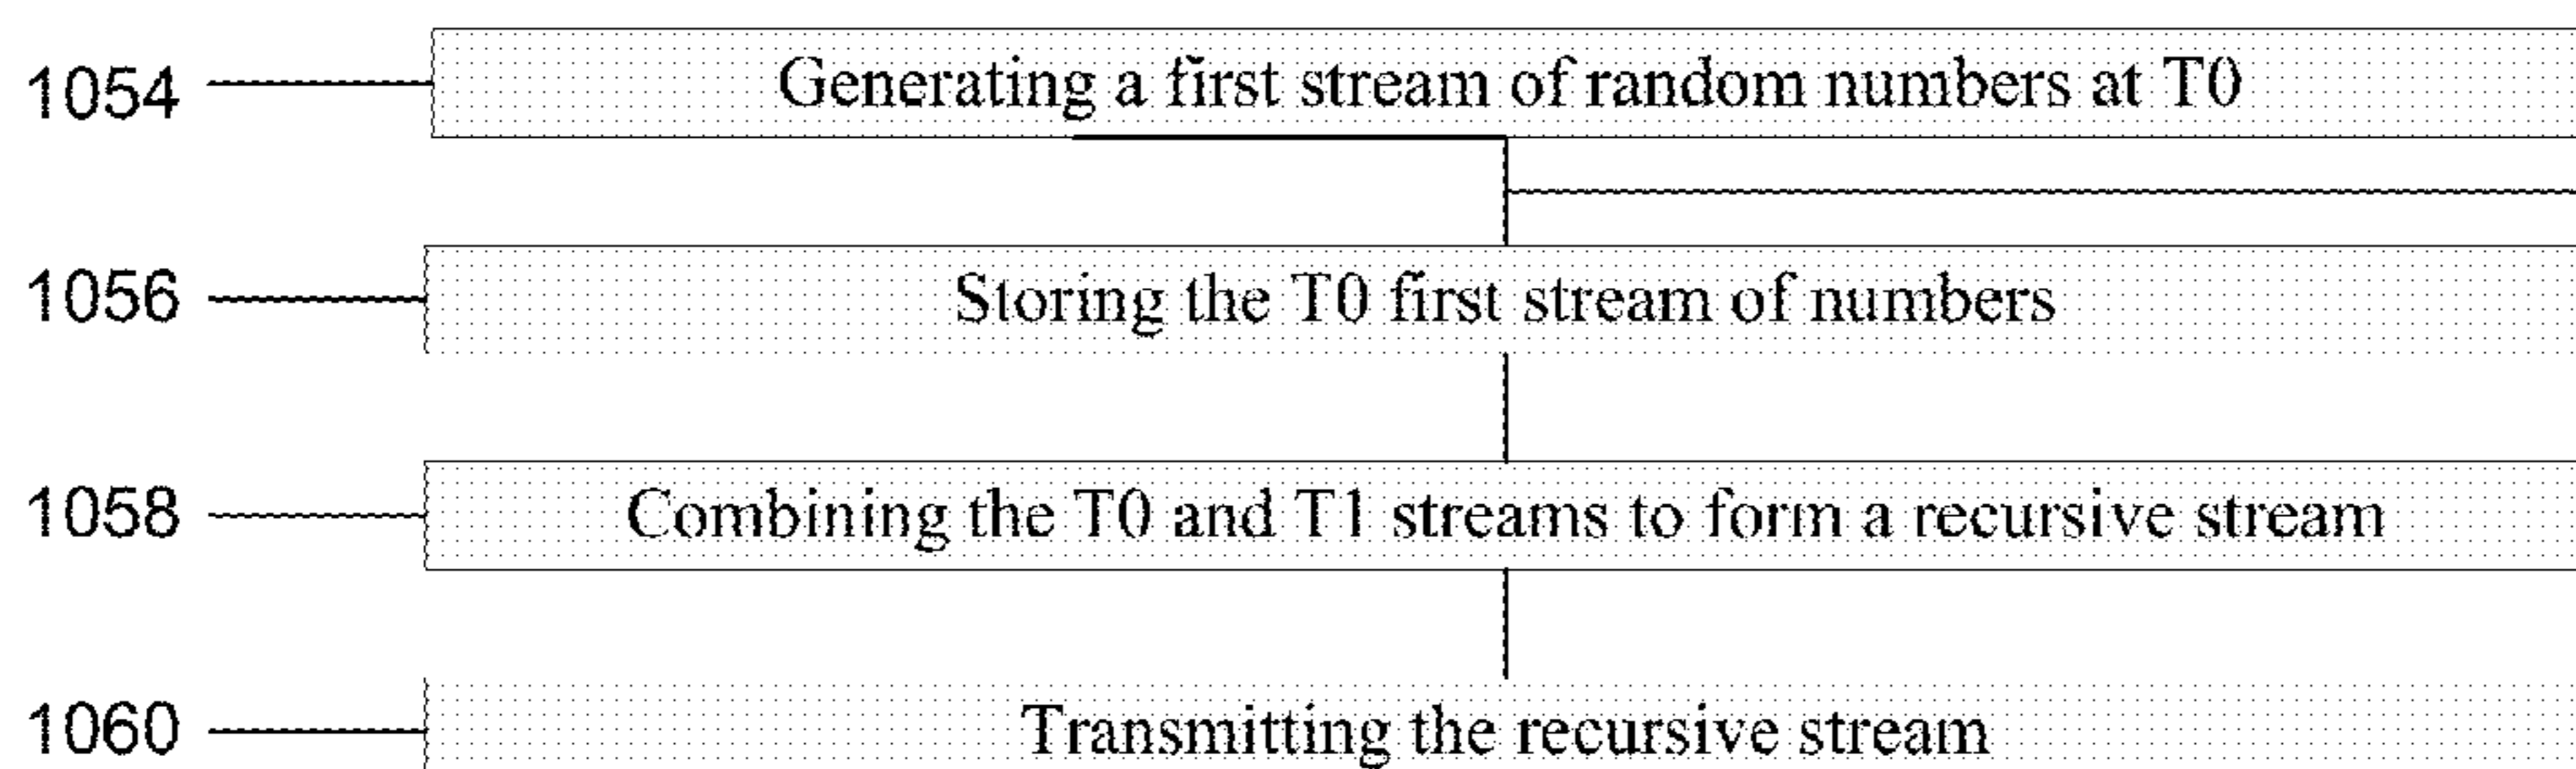 1054 Generating a first stream of random numbers at T0
1056 Storing the T0 first stream of numbers
1058 Combining the T0 and T1 streams to form a recursive stream
1060 Transmitting the recursive stream